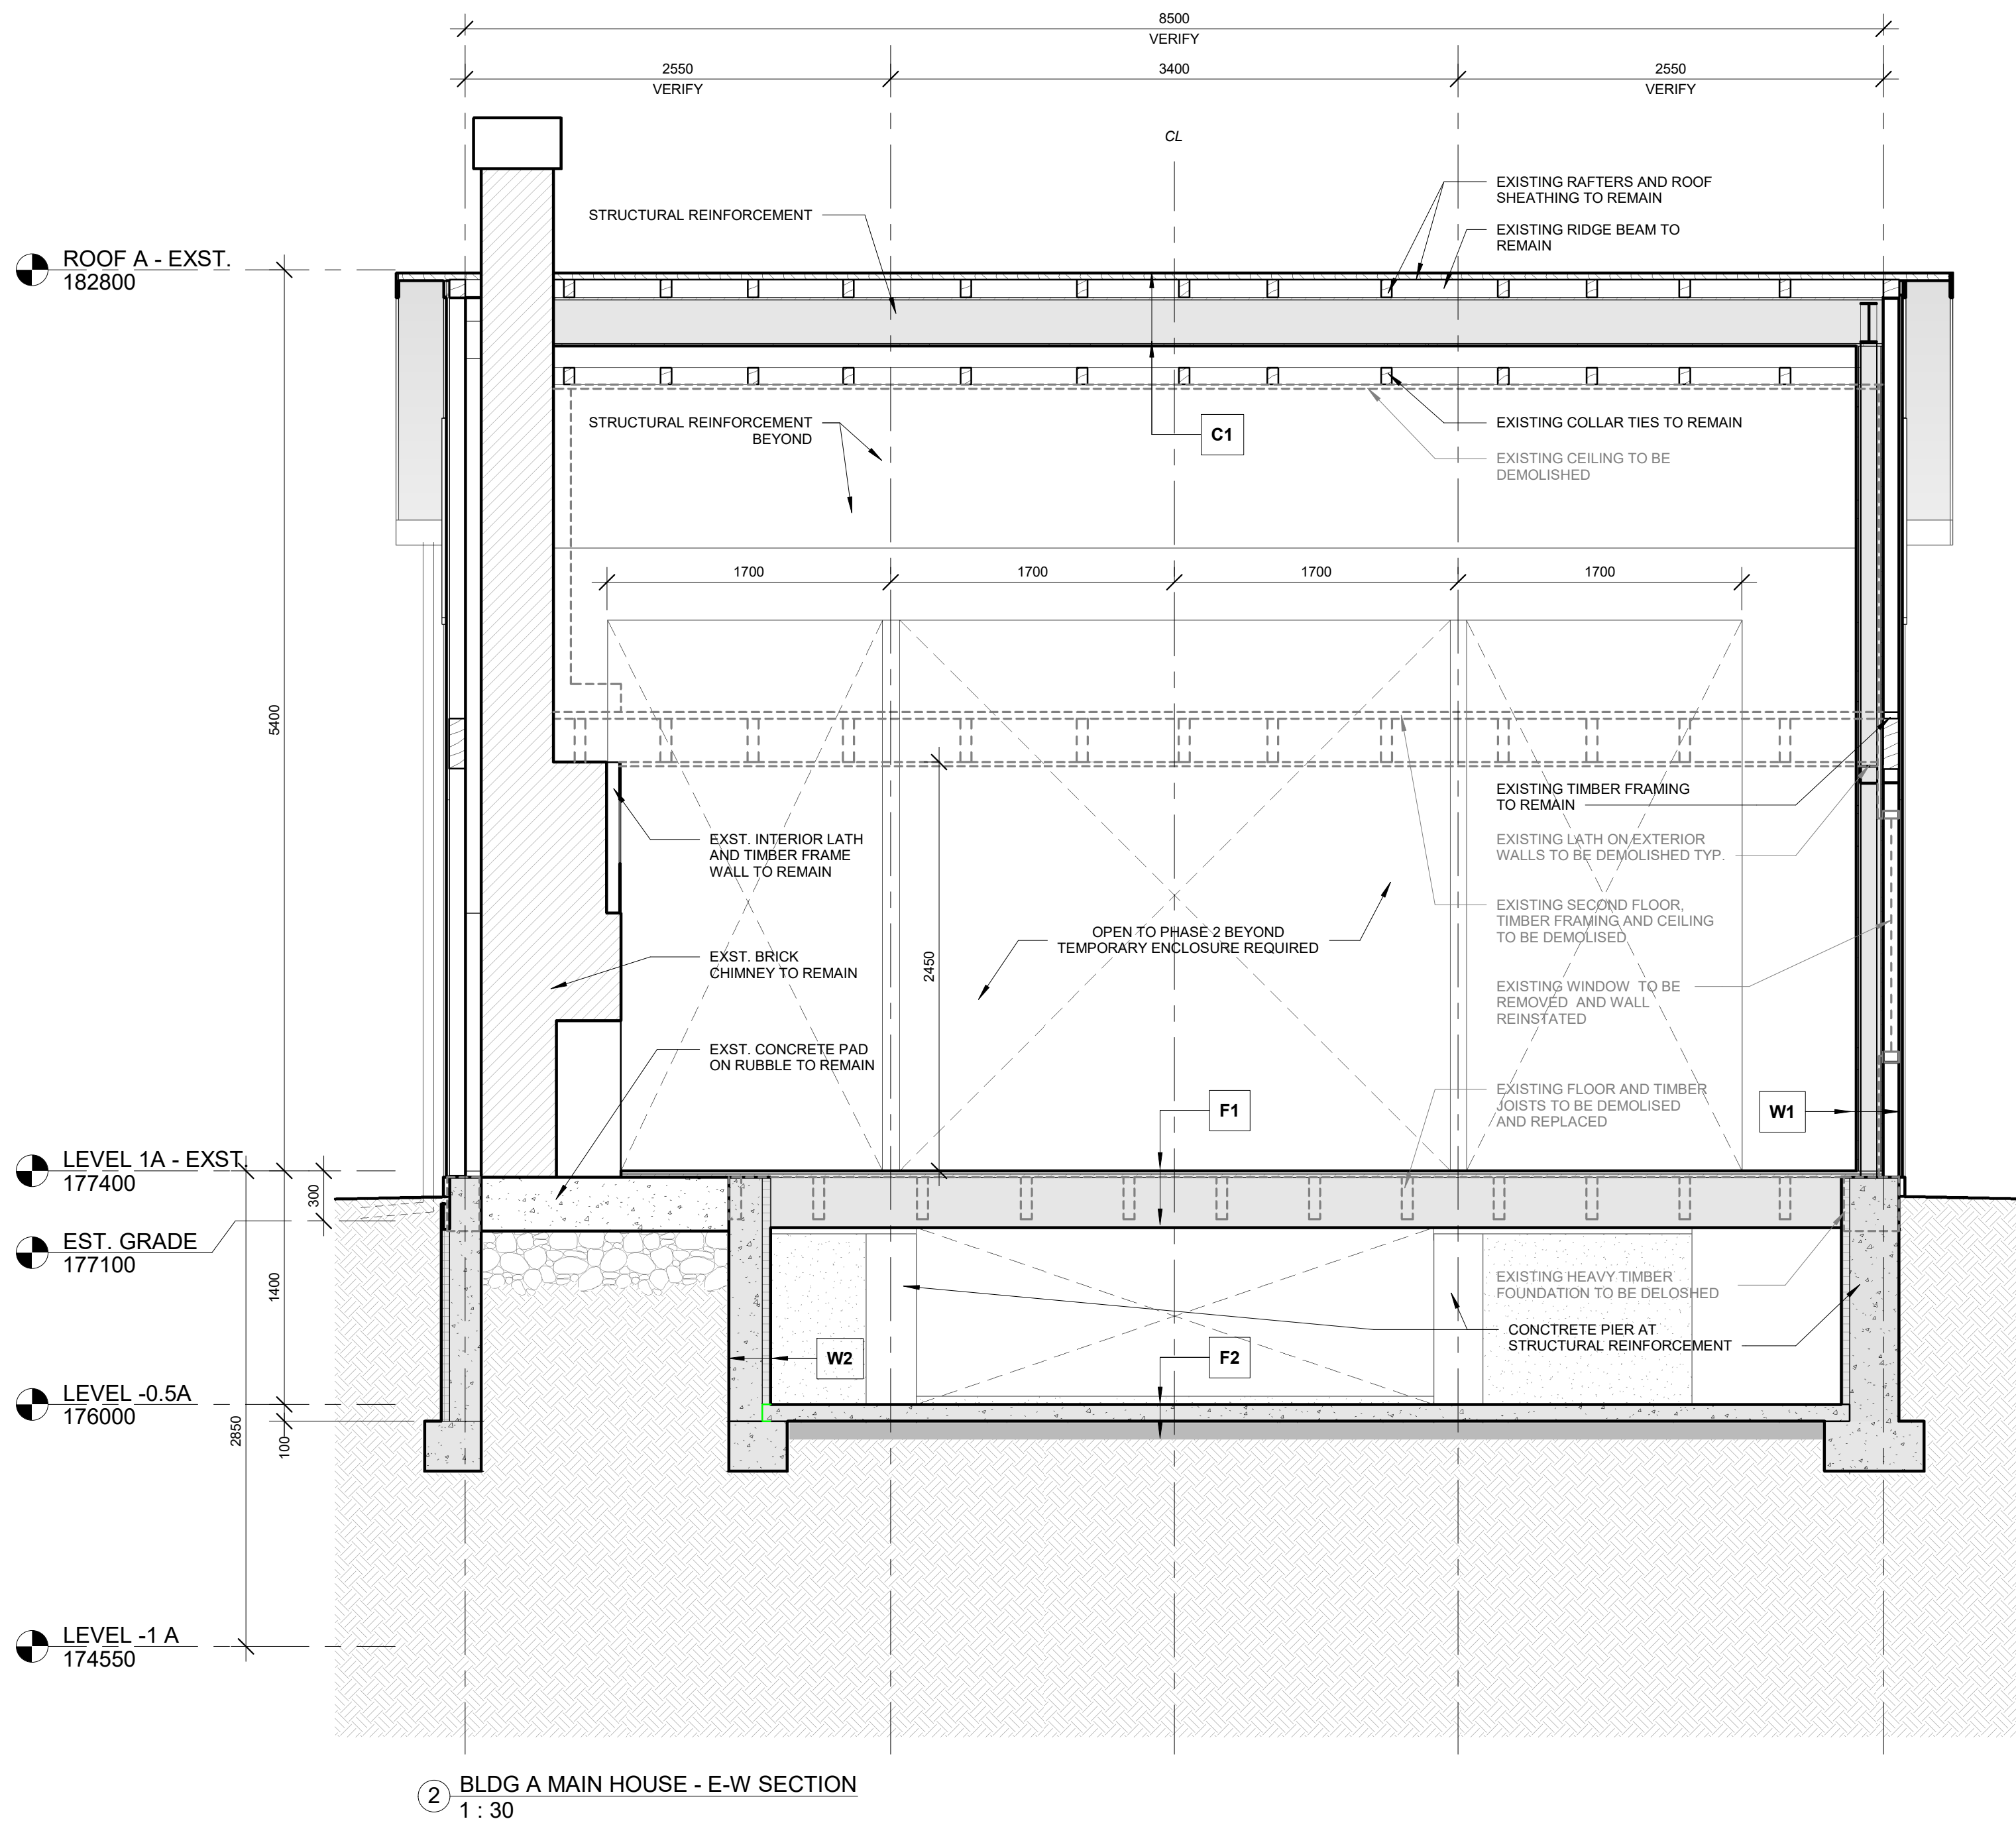 8500
VERIFY
2550
VERIFY
3400
2550
VERIFY
CL
EXISTING RAFTERS AND ROOF
SHEATHING TO REMAIN
STRUCTURAL REINFORCEMENT
EXISTING RIDGE BEAM TO
REMAIN
ROOF A - EXST.
182800
STRUCTURAL REINFORCEMENT
BEYOND
C1
EXISTING COLLAR TIES TO REMAIN
EXISTING CEILING TO BE
DEMOLISHED
1700
1700
1700
1700
5400
EXISTING TIMBER FRAMING
TO REMAIN
EXST. INTERIOR LATH
AND TIMBER FRAME
WALL TO REMAIN
EXISTING LATH ON EXTERIOR
WALLS TO BE DEMOLISHED TYP.
EXISTING SECOND FLOOR,
TIMBER FRAMING AND CEILING
TO BE DEMOLISED
OPEN TO PHASE 2 BEYOND
TEMPORARY ENCLOSURE REQUIRED
2450
EXST. BRICK
CHIMNEY TO REMAIN
EXISTING WINDOW  TO BE
REMOVED  AND WALL
REINSTATED
EXST. CONCRETE PAD
ON RUBBLE TO REMAIN
F1
EXISTING FLOOR AND TIMBER
JOISTS TO BE DEMOLISED
AND REPLACED
W1
LEVEL 1A - EXST.
177400
300
EST. GRADE
177100
1400
EXISTING HEAVY TIMBER
FOUNDATION TO BE DELOSHED
CONCTRETE PIER AT
STRUCTURAL REINFORCEMENT
W2
F2
LEVEL -0.5A
176000
2850
100
LEVEL -1 A
174550
2
BLDG A MAIN HOUSE - E-W SECTION
1 : 30